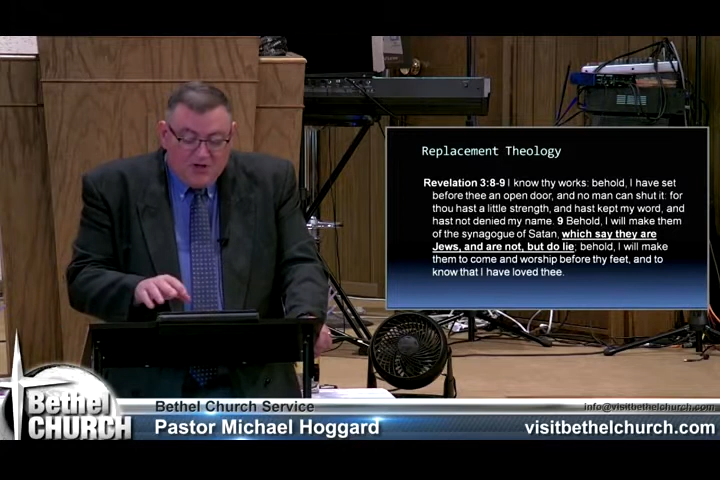 Replacement Theology
Revelation 3:8-9 I know thy works: behold, I have set
before thee an open door, and no man can shut it: for
thou hast a little strength, and hast kept my word, and
hast not denied my name. 9 Behold, I will make them
of the synagogue of Satan, which say they are
Jews, and are not, but do lie; behold, I will make
them to come and worship before thy feet, and to
know that I have loved thee.
Bethel
CHURCH
Bethel Church Service
info@visitbethelchurch.com
Pastor Michael Hoggard
visitbethelchurch.com